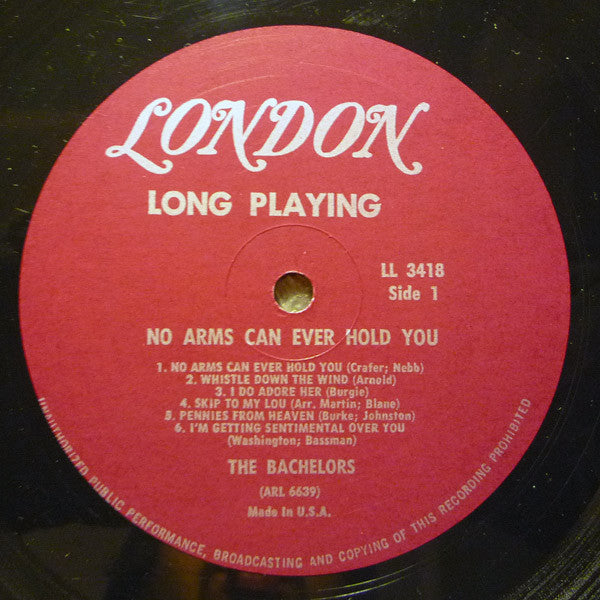 LONDON
LONG PLAYING
LL 3418
Side 1
NO ARMS CAN EVER HOLD YOU
1. NO ARMS CAN EVER HOLD YOU (Crafer; Nebb)
2. WHISTLE DOWN THE WIND (Arnold)
3. I DO ADORE HER (Burgie)
4. SKIP TO MY LOU (Arr. Martin; Blane)
5. PENNIES FROM HEAVEN (Burke; Johnston)
6. I'M GETTING SENTIMENTAL OVER YOU
(Washington; Bassman)
THE BACHELORS
(ARL 6639)
Made In U.S.A.
UNAUTHORIZED PUBLIC PERFORMANCE, BROADCASTING AND COPYING OF THIS RECORDING PROHIBITED